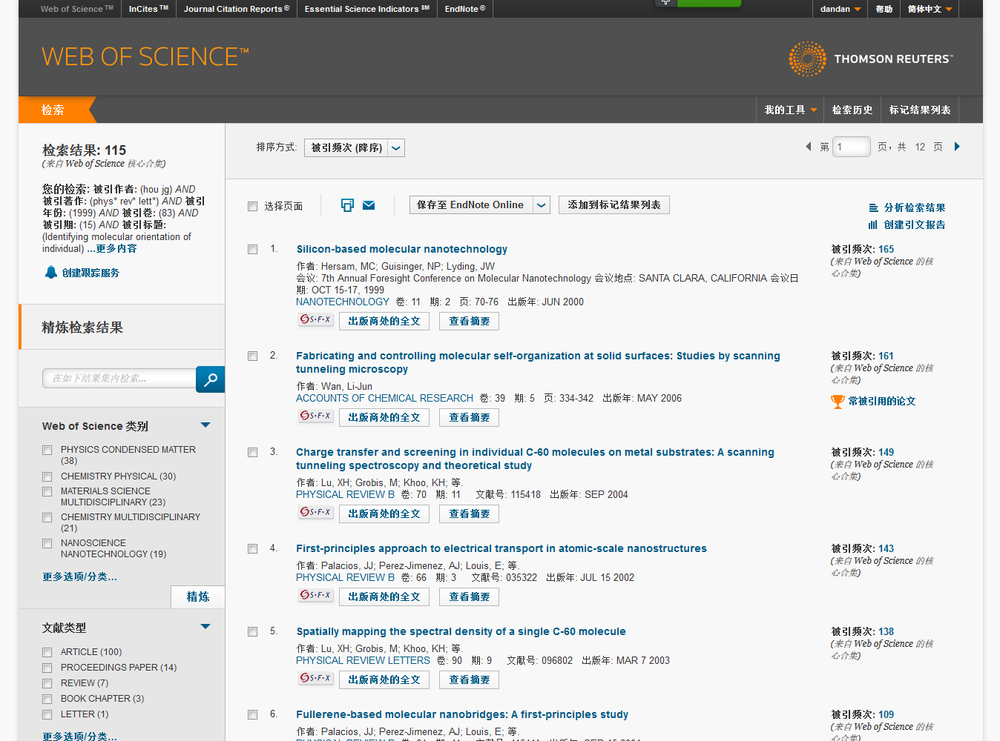 Web of Science™ InCites™ Journal Citation Reports® Essential Science Indicators℠ EndNote® dandan 帮助 简体中文
WEB OF SCIENCE™
THOMSON REUTERS™
检索 我的工具 检索历史 标记结果列表
检索结果: 115
(来自 Web of Science 核心合集)
您的检索: 被引作者: (hou jg) AND
被引著作: (phys* rev* lett*) AND 被引
年份: (1999) AND 被引卷: (83) AND
被引期: (15) AND 被引标题:
(Identifying molecular orientation of
individual) ...更多内容
创建跟踪服务
精炼检索结果
在如下结果集内检索...
Web of Science 类别
PHYSICS CONDENSED MATTER
(38)
CHEMISTRY PHYSICAL (30)
MATERIALS SCIENCE
MULTIDISCIPLINARY (23)
CHEMISTRY MULTIDISCIPLINARY
(21)
NANOSCIENCE
NANOTECHNOLOGY (19)
更多选项/分类...
精炼
文献类型
ARTICLE (100)
PROCEEDINGS PAPER (14)
REVIEW (7)
BOOK CHAPTER (3)
LETTER (1)
更多选项/分类...
排序方式: 被引频次 (降序)
第 1 页，共 12 页
选择页面
保存至 EndNote Online 添加到标记结果列表
分析检索结果
创建引文报告
1. Silicon-based molecular nanotechnology
作者: Hersam, MC; Guisinger, NP; Lyding, JW
会议: 7th Annual Foresight Conference on Molecular Nanotechnology 会议地点: SANTA CLARA, CALIFORNIA 会议日
期: OCT 15-17, 1999
NANOTECHNOLOGY 卷: 11 期: 2 页: 70-76 出版年: JUN 2000
S·F·X 出版商处的全文 查看摘要
被引频次: 165
(来自 Web of Science 的核
心合集)
2. Fabricating and controlling molecular self-organization at solid surfaces: Studies by scanning
tunneling microscopy
作者: Wan, Li-Jun
ACCOUNTS OF CHEMICAL RESEARCH 卷: 39 期: 5 页: 334-342 出版年: MAY 2006
S·F·X 出版商处的全文 查看摘要
被引频次: 161
(来自 Web of Science 的核
心合集)
常被引用的论文
3. Charge transfer and screening in individual C-60 molecules on metal substrates: A scanning
tunneling spectroscopy and theoretical study
作者: Lu, XH; Grobis, M; Khoo, KH; 等.
PHYSICAL REVIEW B 卷: 70 期: 11 文献号: 115418 出版年: SEP 2004
S·F·X 出版商处的全文 查看摘要
被引频次: 149
(来自 Web of Science 的核
心合集)
4. First-principles approach to electrical transport in atomic-scale nanostructures
作者: Palacios, JJ; Perez-Jimenez, AJ; Louis, E; 等.
PHYSICAL REVIEW B 卷: 66 期: 3 文献号: 035322 出版年: JUL 15 2002
S·F·X 出版商处的全文 查看摘要
被引频次: 143
(来自 Web of Science 的核
心合集)
5. Spatially mapping the spectral density of a single C-60 molecule
作者: Lu, XH; Grobis, M; Khoo, KH; 等.
PHYSICAL REVIEW LETTERS 卷: 90 期: 9 文献号: 096802 出版年: MAR 7 2003
S·F·X 出版商处的全文 查看摘要
被引频次: 138
(来自 Web of Science 的核
心合集)
6. Fullerene-based molecular nanobridges: A first-principles study
作者: Palacios, JJ; Perez-Jimenez, AJ; Louis, E; 等.
被引频次: 109
(来自 Web of Science 的核
心合集)